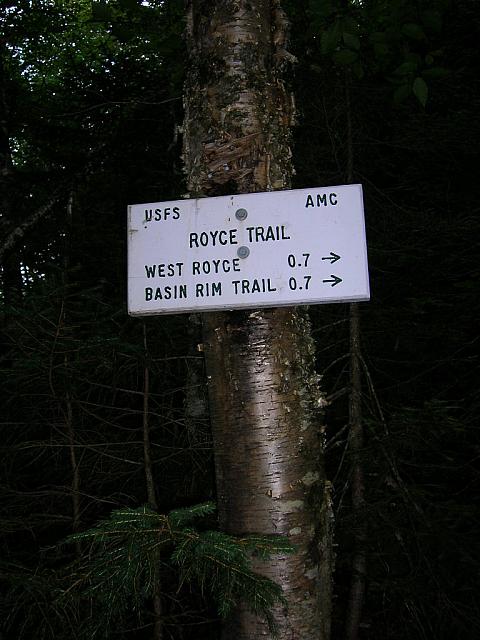 USFS AMC
ROYCE TRAIL
WEST ROYCE 0.7 →
BASIN RIM TRAIL 0.7 →